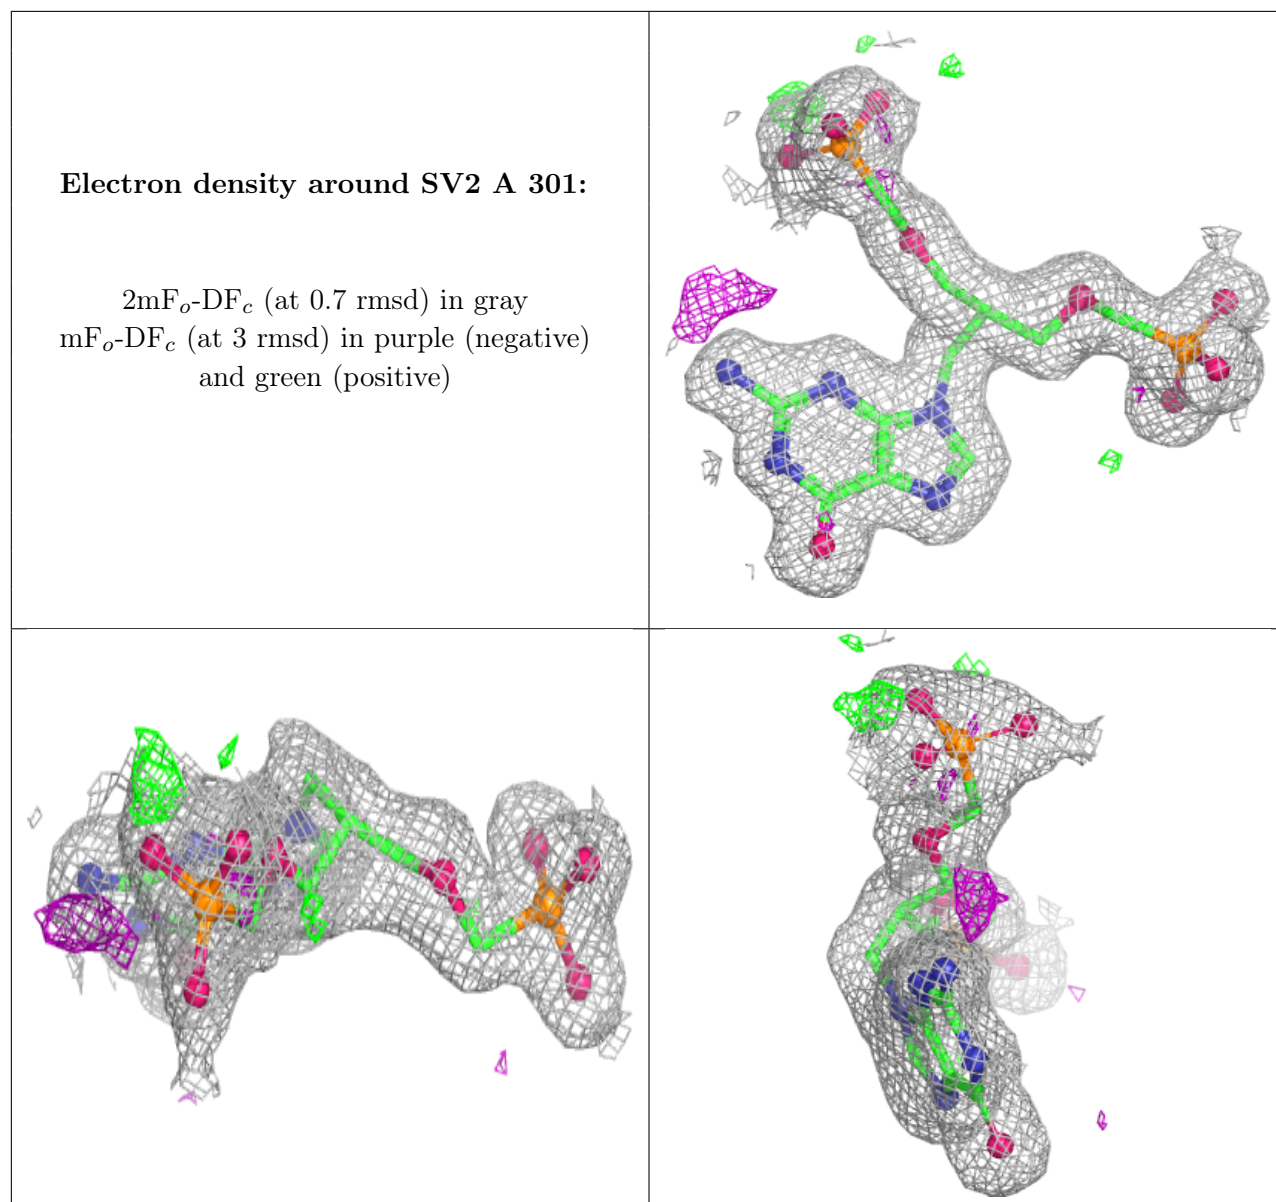 Electron density around SV2 A 301:
2mFo-DFc (at 0.7 rmsd) in gray
mFo-DFc (at 3 rmsd) in purple (negative)
and green (positive)